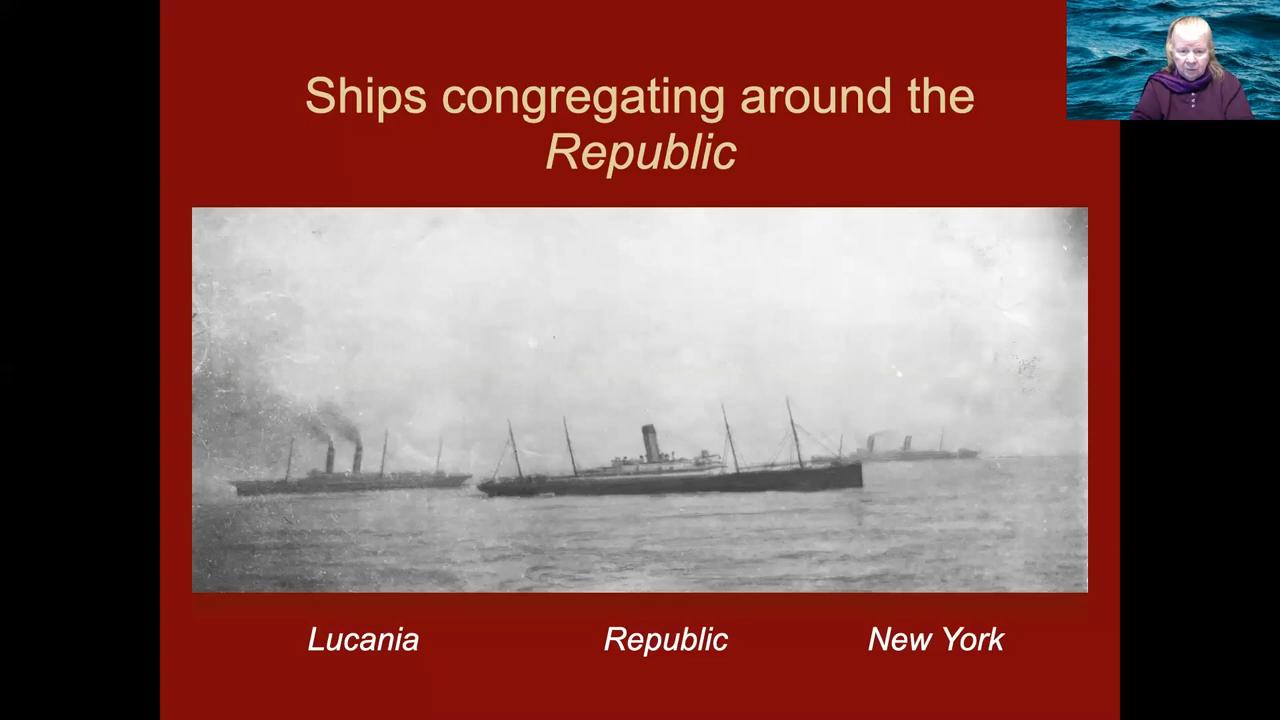 Ships congregating around the
Republic
Lucania Republic New York